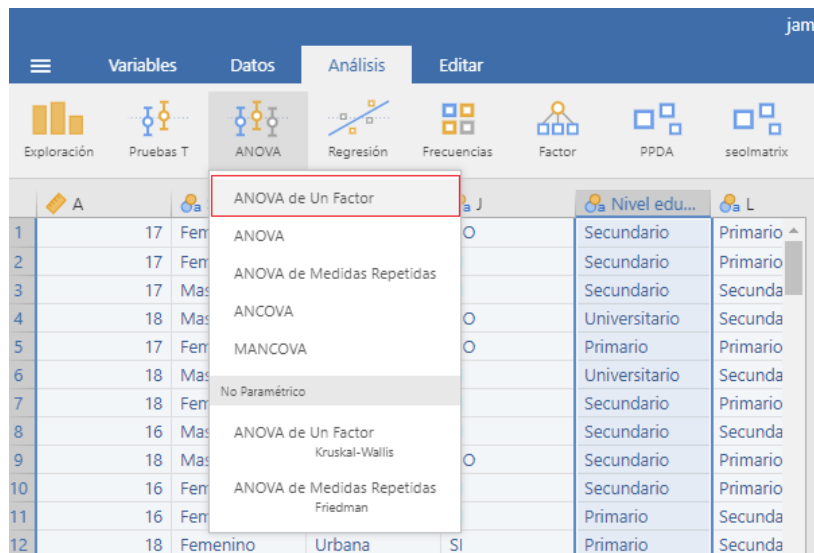 jam
Variables Datos Análisis Editar
Exploración Pruebas T ANOVA Regresión Frecuencias Factor PPDA seolmatrix
A J Nivel edu... L
ANOVA de Un Factor
ANOVA
ANOVA de Medidas Repetidas
ANCOVA
MANCOVA
No Paramétrico
ANOVA de Un Factor
Kruskal-Wallis
ANOVA de Medidas Repetidas
Friedman
1 17 Fem O Secundario Primario
2 17 Fem Secundario Primario
3 17 Mas Secundario Secunda
4 18 Mas O Universitario Secunda
5 17 Fem O Primario Primario
6 18 Mas Universitario Secunda
7 18 Fem Secundario Primario
8 16 Mas Secundario Secunda
9 18 Mas O Secundario Primario
10 16 Fem Secundario Primario
11 16 Fem Primario Secunda
12 18 Femenino Urbana SI Primario Secunda